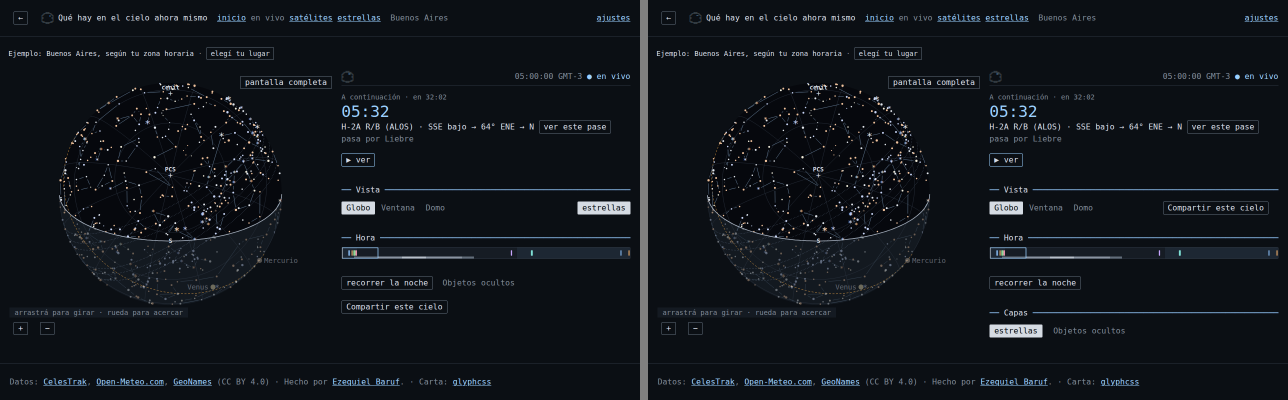 ← Qué hay en el cielo ahora mismo inicio en vivo satélites estrellas Buenos Aires ajustes
Ejemplo: Buenos Aires, según tu zona horaria · elegí tu lugar
pantalla completa
cenit
PCS
S
Mercurio
Venus
arrastrá para girar · rueda para acercar
+ −
05:00:00 GMT-3 ● en vivo
A continuación · en 32:02
05:32
H-2A R/B (ALOS) · SSE bajo → 64° ENE → N ver este pase
pasa por Liebre
▶ ver
Vista
Globo Ventana Domo estrellas
Hora
recorrer la noche Objetos ocultos
Compartir este cielo
Datos: CelesTrak, Open-Meteo.com, GeoNames (CC BY 4.0) · Hecho por Ezequiel Baruf. · Carta: glyphcss
← Qué hay en el cielo ahora mismo inicio en vivo satélites estrellas Buenos Aires ajustes
Ejemplo: Buenos Aires, según tu zona horaria · elegí tu lugar
pantalla completa
cenit
PCS
S
Mercurio
Venus
arrastrá para girar · rueda para acercar
+ −
05:00:00 GMT-3 ● en vivo
A continuación · en 32:02
05:32
H-2A R/B (ALOS) · SSE bajo → 64° ENE → N ver este pase
pasa por Liebre
▶ ver
Vista
Globo Ventana Domo Compartir este cielo
Hora
recorrer la noche
Capas
estrellas Objetos ocultos
Datos: CelesTrak, Open-Meteo.com, GeoNames (CC BY 4.0) · Hecho por Ezequiel Baruf. · Carta: glyphcss